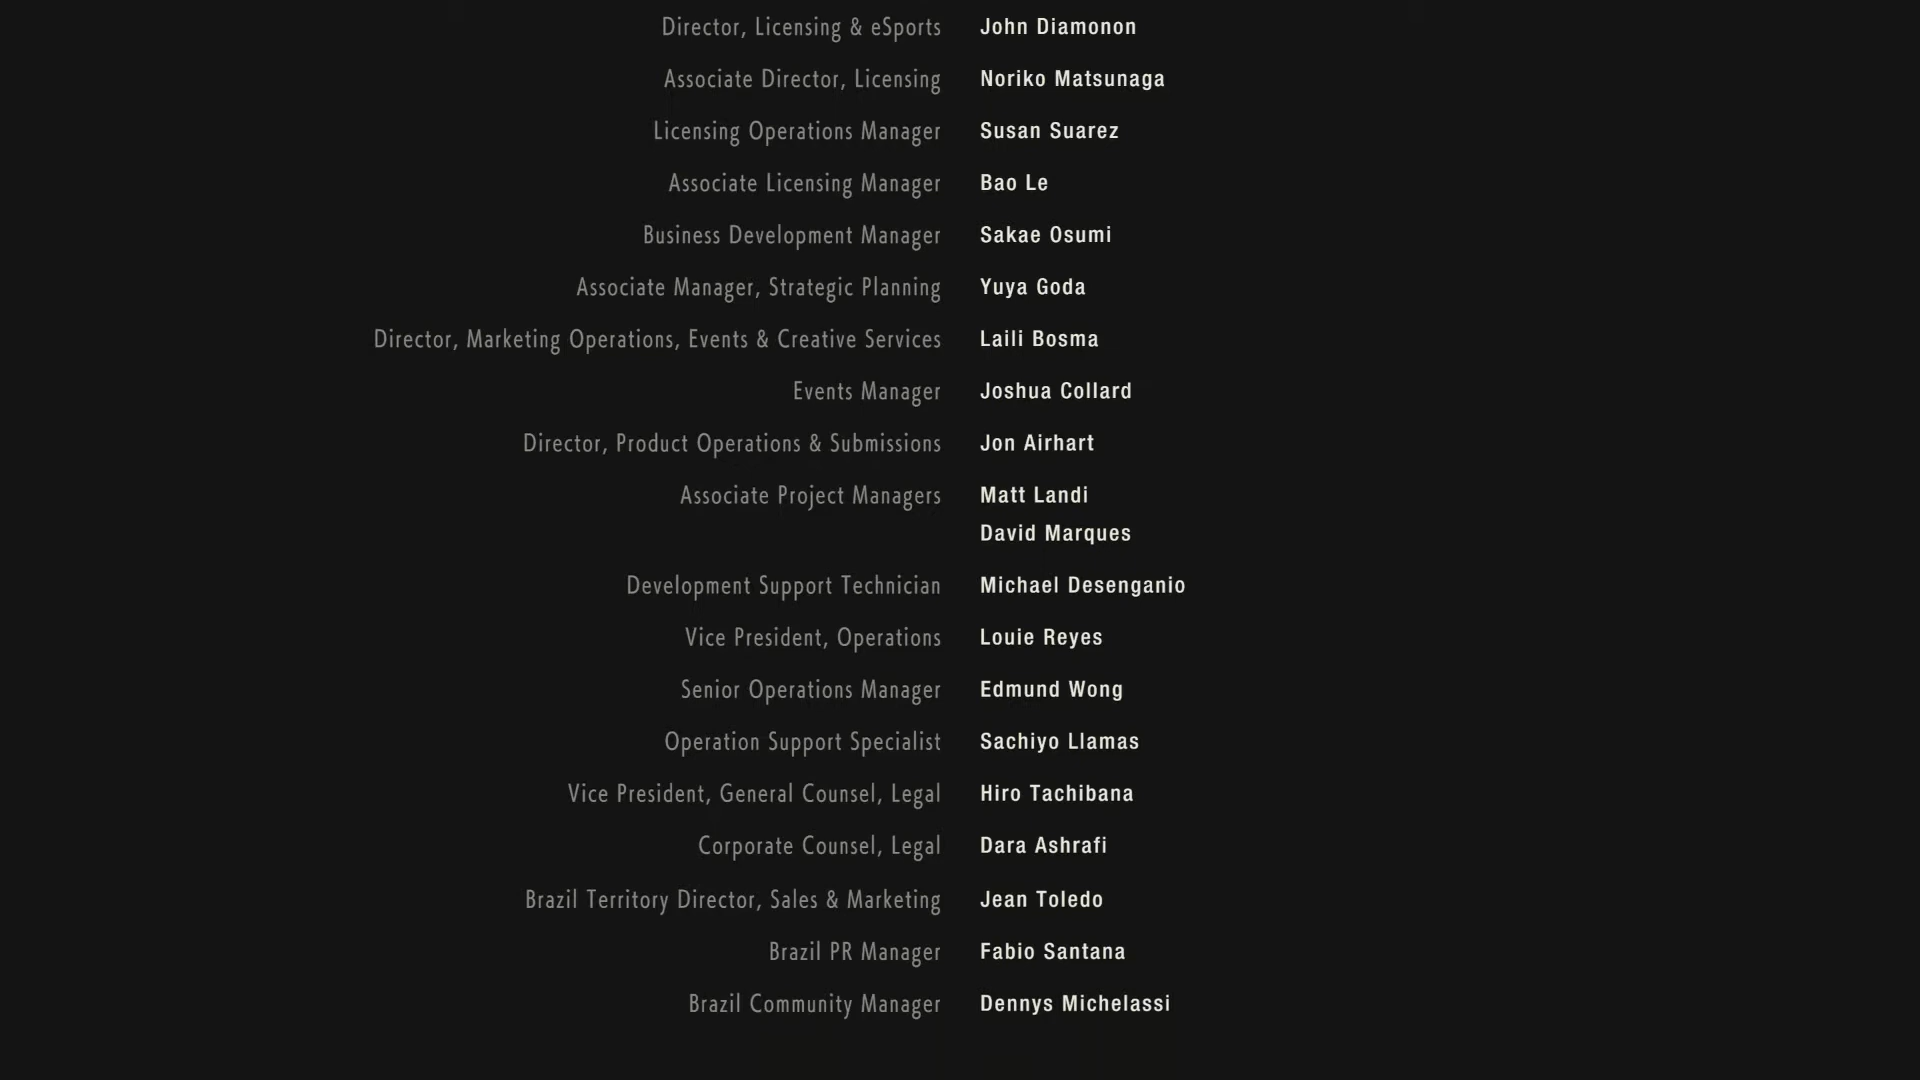 Director, Licensing & eSports John Diamonon
Associate Director, Licensing Noriko Matsunaga
Licensing Operations Manager Susan Suarez
Associate Licensing Manager Bao Le
Business Development Manager Sakae Osumi
Associate Manager, Strategic Planning Yuya Goda
Director, Marketing Operations, Events & Creative Services Laili Bosma
Events Manager Joshua Collard
Director, Product Operations & Submissions Jon Airhart
Associate Project Managers Matt Landi
David Marques
Development Support Technician Michael Desenganio
Vice President, Operations Louie Reyes
Senior Operations Manager Edmund Wong
Operation Support Specialist Sachiyo Llamas
Vice President, General Counsel, Legal Hiro Tachibana
Corporate Counsel, Legal Dara Ashrafi
Brazil Territory Director, Sales & Marketing Jean Toledo
Brazil PR Manager Fabio Santana
Brazil Community Manager Dennys Michelassi